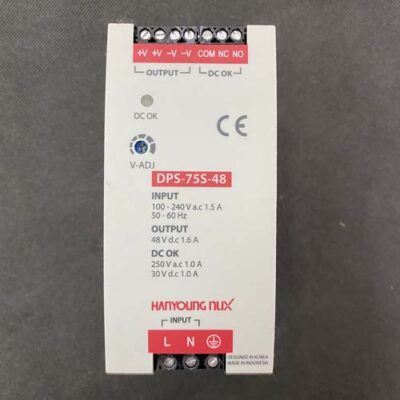 +V +V -V -V COM NC NO
OUTPUT DC OK
DC OK
V-ADJ
CE
DPS-75S-48
INPUT
100 - 240 V a.c 1.5 A
50 - 60 Hz
OUTPUT
48 V d.c 1.6 A
DC OK
250 V a.c 1.0 A
30 V d.c 1.0 A
HANYOUNG NUX
INPUT
L N
DESIGNED IN KOREA
MADE IN INDONESIA